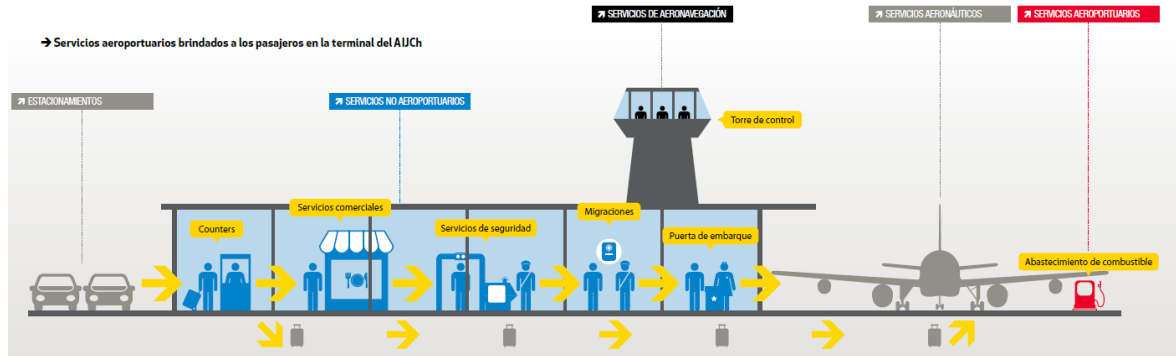 SERVICIOS DE AERONAVEGACIÓN
SERVICIOS AERONÁUTICOS
SERVICIOS AEROPORTUARIOS
Servicios aeroportuarios brindados a los pasajeros en la terminal del AIJCh
ESTACIONAMIENTOS
SERVICIOS NO AEROPORTUARIOS
Torre de control
Servicios comerciales
Migraciones
Counters
Servicios de seguridad
Puerta de embarque
Abastecimiento de combustible